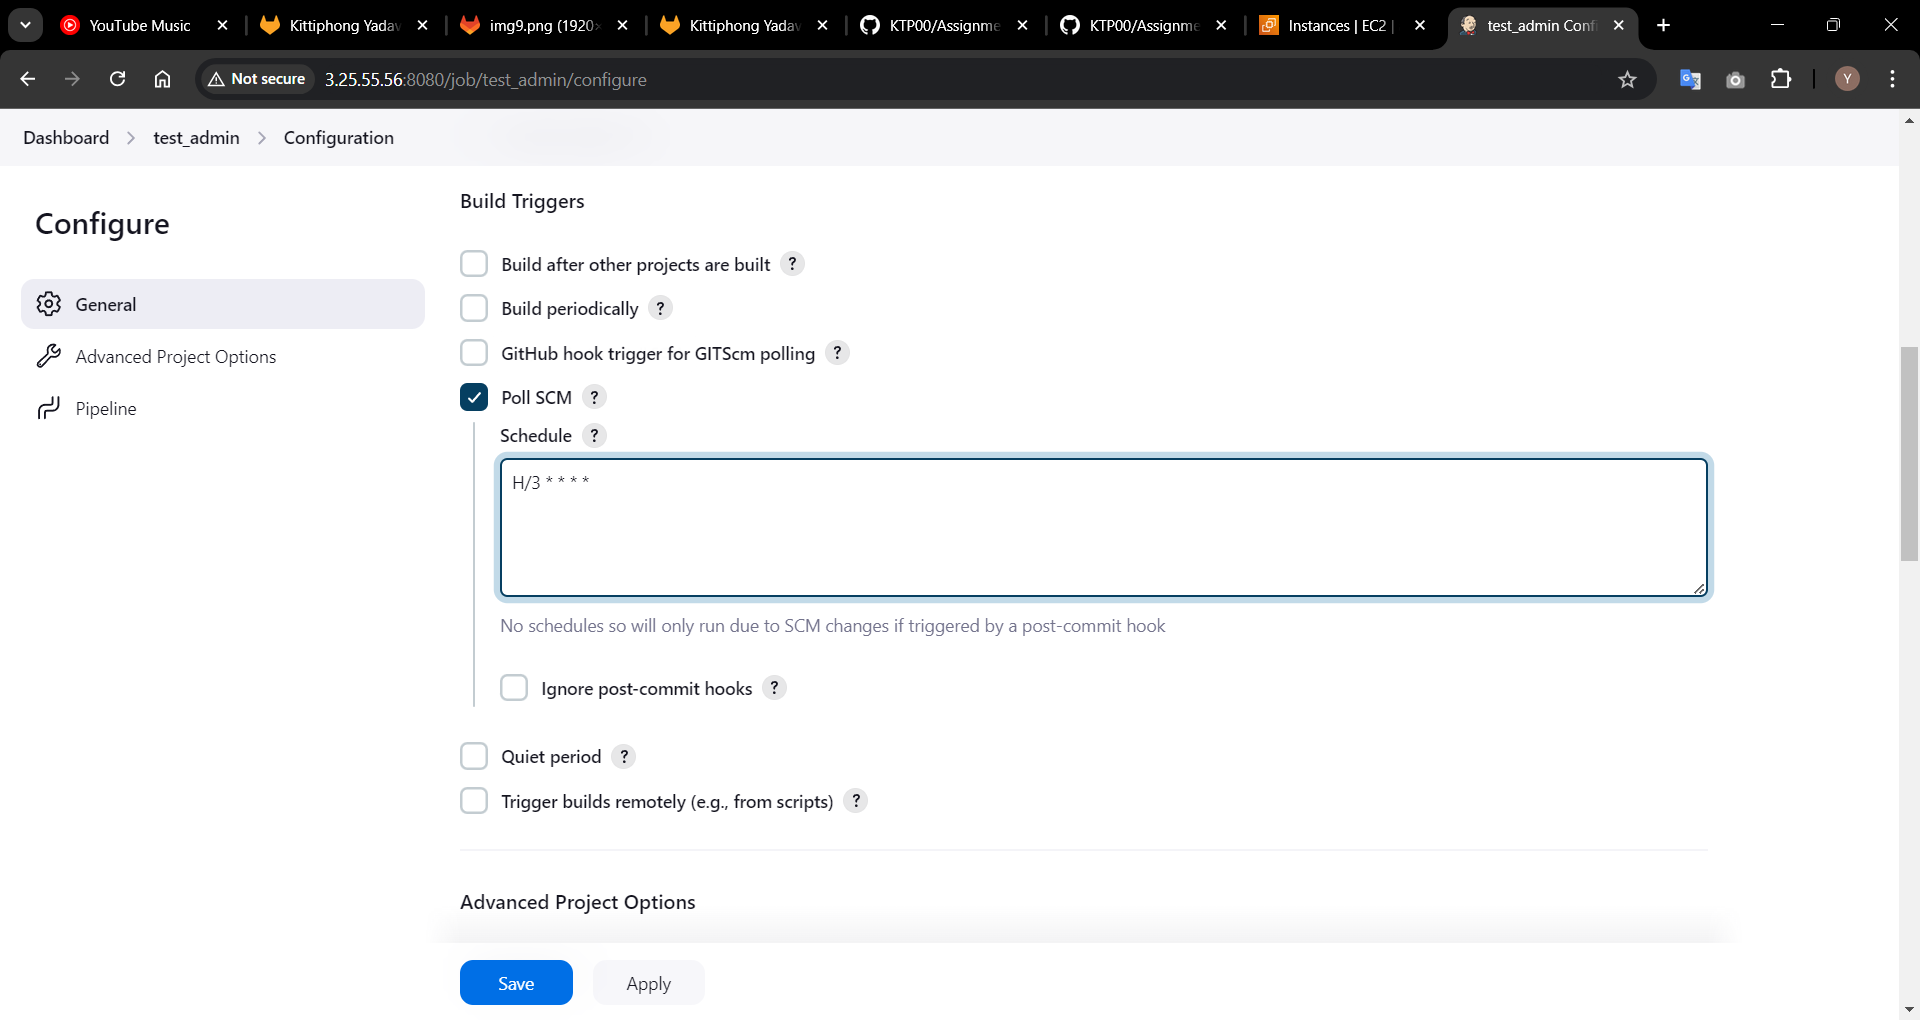 YouTube Music
Kittiphong Yadav
img9.png (1920×
Kittiphong Yadav
KTP00/Assignme
KTP00/Assignme
Instances | EC2 |
test_admin Confi
Not secure
3.25.55.56:8080/job/test_admin/configure
Y
Dashboard
test_admin
Configuration
Configure
General
Advanced Project Options
Pipeline
Build Triggers
Build after other projects are built ?
Build periodically ?
GitHub hook trigger for GITScm polling ?
Poll SCM ?
Schedule ?
H/3 * * * *
No schedules so will only run due to SCM changes if triggered by a post-commit hook
Ignore post-commit hooks ?
Quiet period ?
Trigger builds remotely (e.g., from scripts) ?
Advanced Project Options
Save
Apply